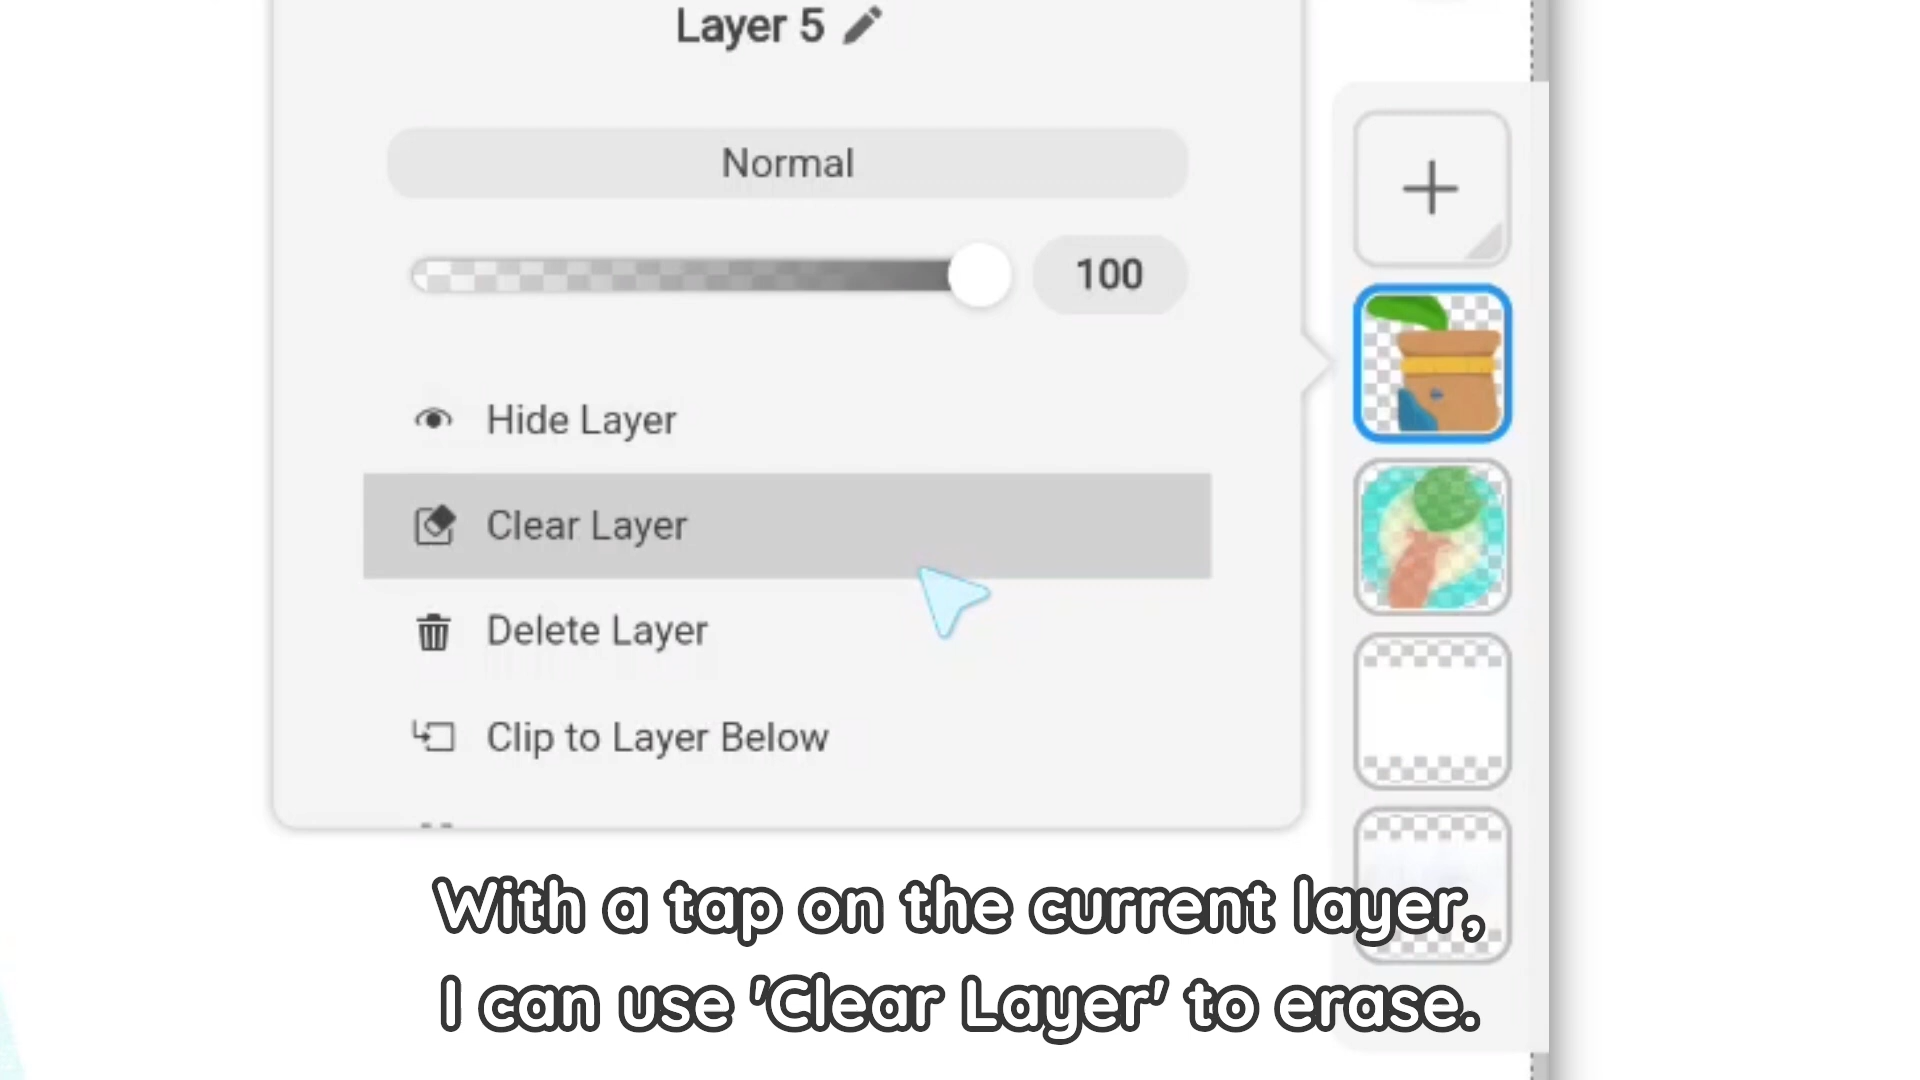 Layer 5
Normal
100
Hide Layer
Clear Layer
Delete Layer
Clip to Layer Below
With a tap on the current layer,
I can use 'Clear Layer' to erase.